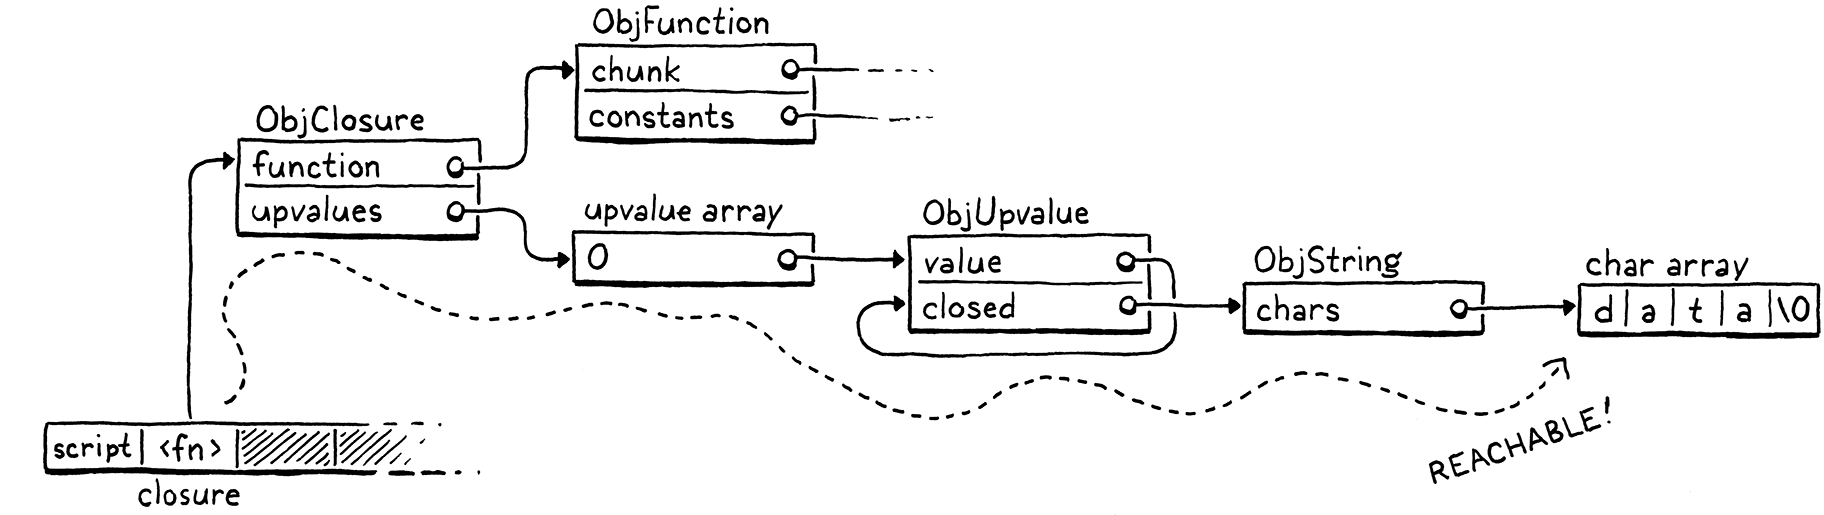 ObjFunction
chunk
constants
ObjClosure
function
upvalues
upvalue array
0
ObjUpvalue
value
closed
ObjString
chars
char array
d|a|t|a|\0
REACHABLE!
script|<fn>|
closure